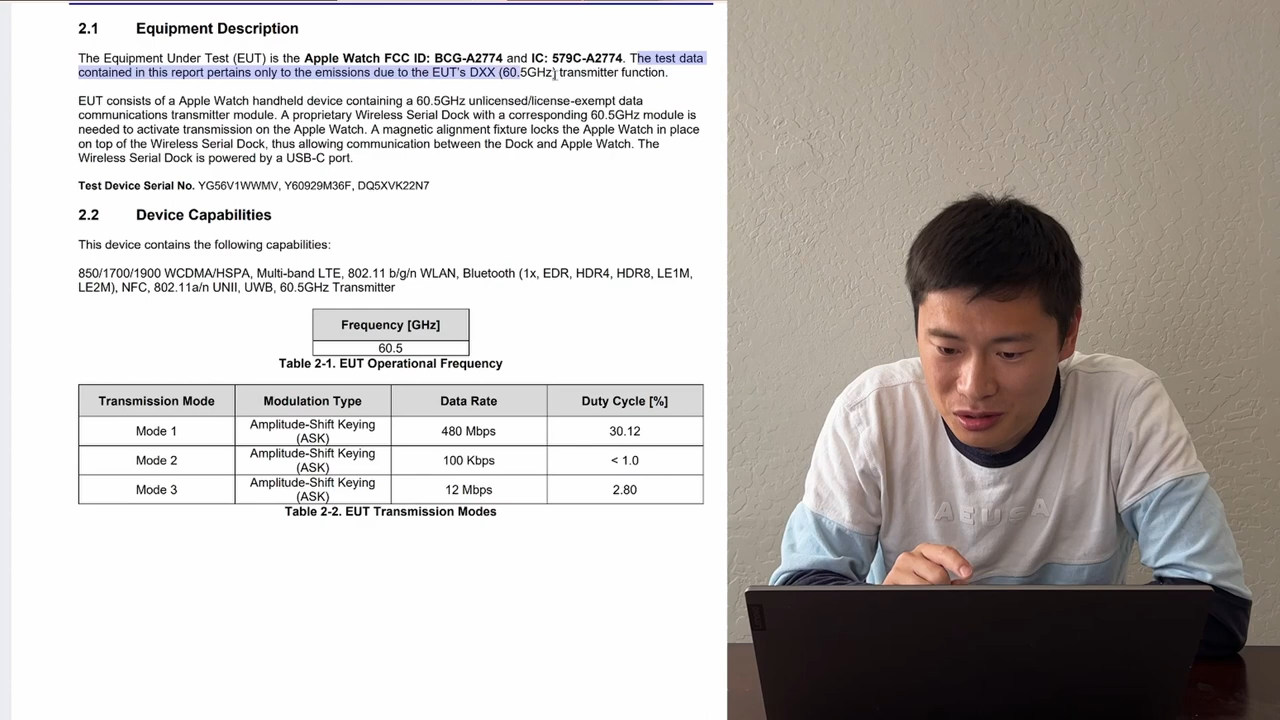 2.1 Equipment Description
The Equipment Under Test (EUT) is the Apple Watch FCC ID: BCG-A2774 and IC: 579C-A2774. The test data
contained in this report pertains only to the emissions due to the EUT's DXX (60.5GHz) transmitter function.
EUT consists of a Apple Watch handheld device containing a 60.5GHz unlicensed/license-exempt data
communications transmitter module. A proprietary Wireless Serial Dock with a corresponding 60.5GHz module is
needed to activate transmission on the Apple Watch. A magnetic alignment fixture locks the Apple Watch in place
on top of the Wireless Serial Dock, thus allowing communication between the Dock and Apple Watch. The
Wireless Serial Dock is powered by a USB-C port.
Test Device Serial No. YG56V1WWMV, Y60929M36F, DQ5XVK22N7
2.2 Device Capabilities
This device contains the following capabilities:
850/1700/1900 WCDMA/HSPA, Multi-band LTE, 802.11 b/g/n WLAN, Bluetooth (1x, EDR, HDR4, HDR8, LE1M,
LE2M), NFC, 802.11a/n UNII, UWB, 60.5GHz Transmitter
Frequency [GHz]
60.5
Table 2-1. EUT Operational Frequency
Transmission Mode Modulation Type Data Rate Duty Cycle [%]
Mode 1 Amplitude-Shift Keying (ASK) 480 Mbps 30.12
Mode 2 Amplitude-Shift Keying (ASK) 100 Kbps < 1.0
Mode 3 Amplitude-Shift Keying (ASK) 12 Mbps 2.80
Table 2-2. EUT Transmission Modes